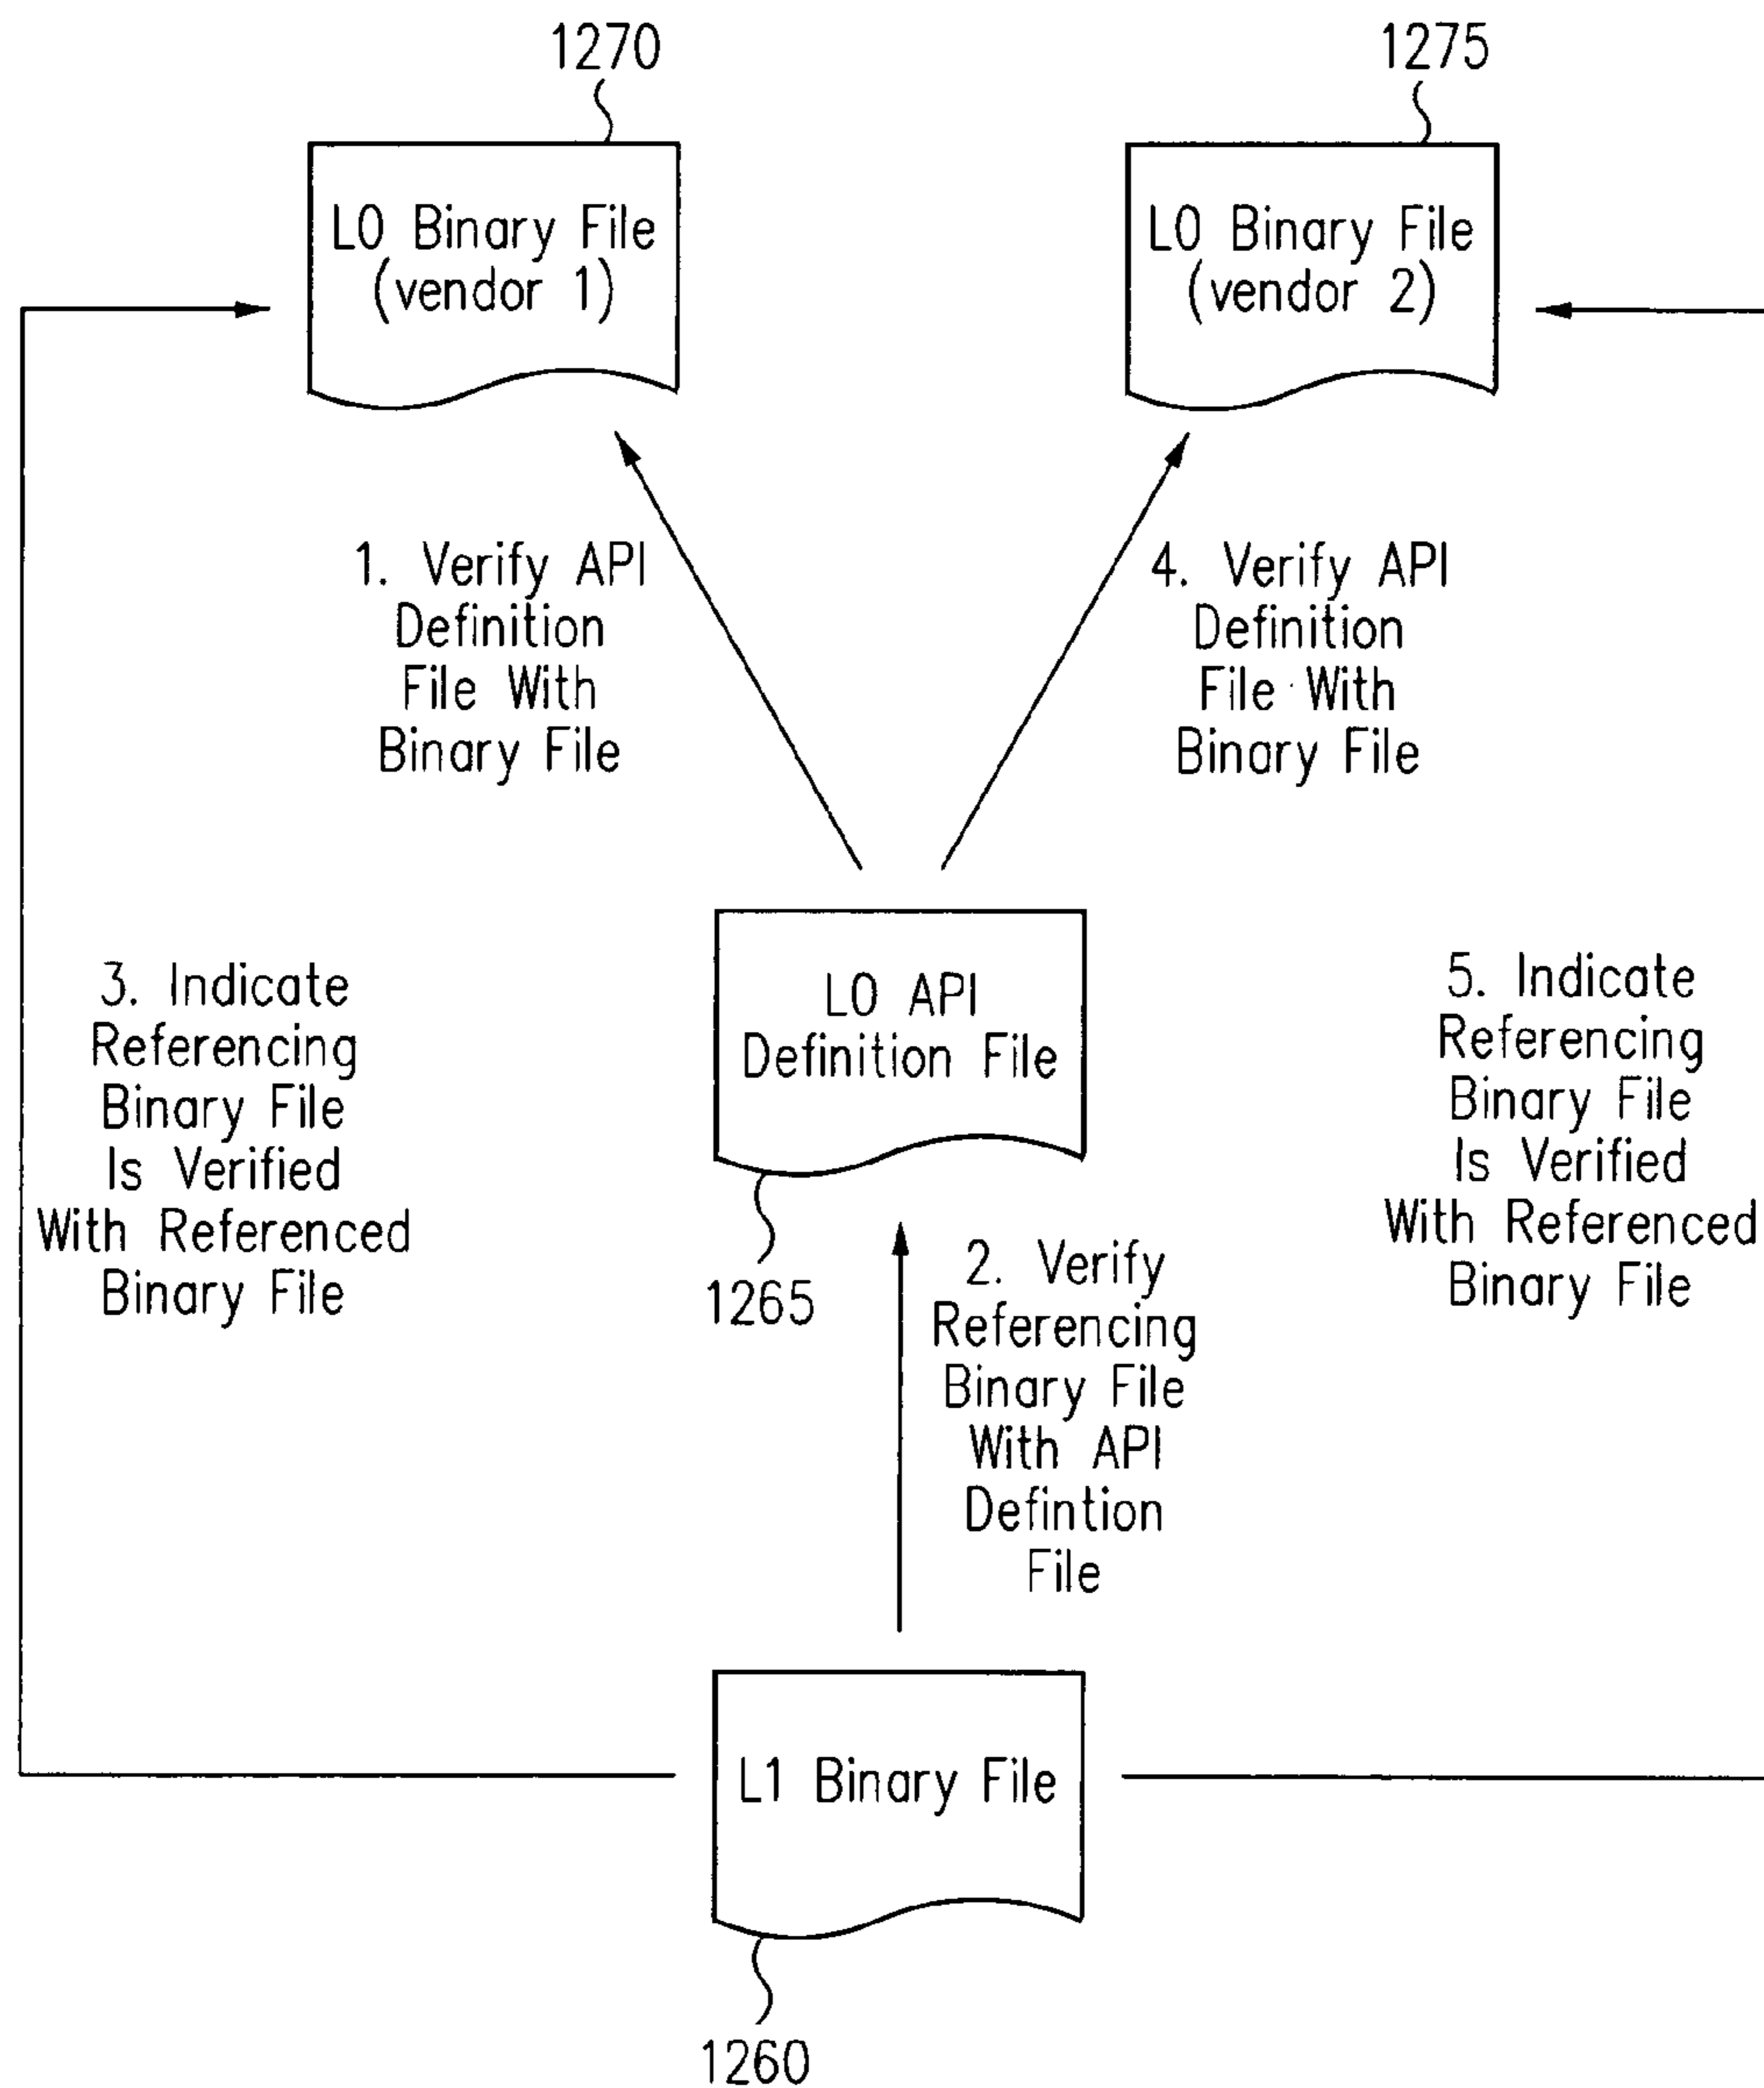 1270
1275
L0 Binary File
(vendor 1)
L0 Binary File
(vendor 2)
1. Verify API
Definition
File With
Binary File
4. Verify API
Definition
File With
Binary File
3. Indicate
Referencing
Binary File
Is Verified
With Referenced
Binary File
L0 API
Definition File
1265
5. Indicate
Referencing
Binary File
Is Verified
With Referenced
Binary File
2. Verify
Referencing
Binary File
With API
Defintion
File
L1 Binary File
1260